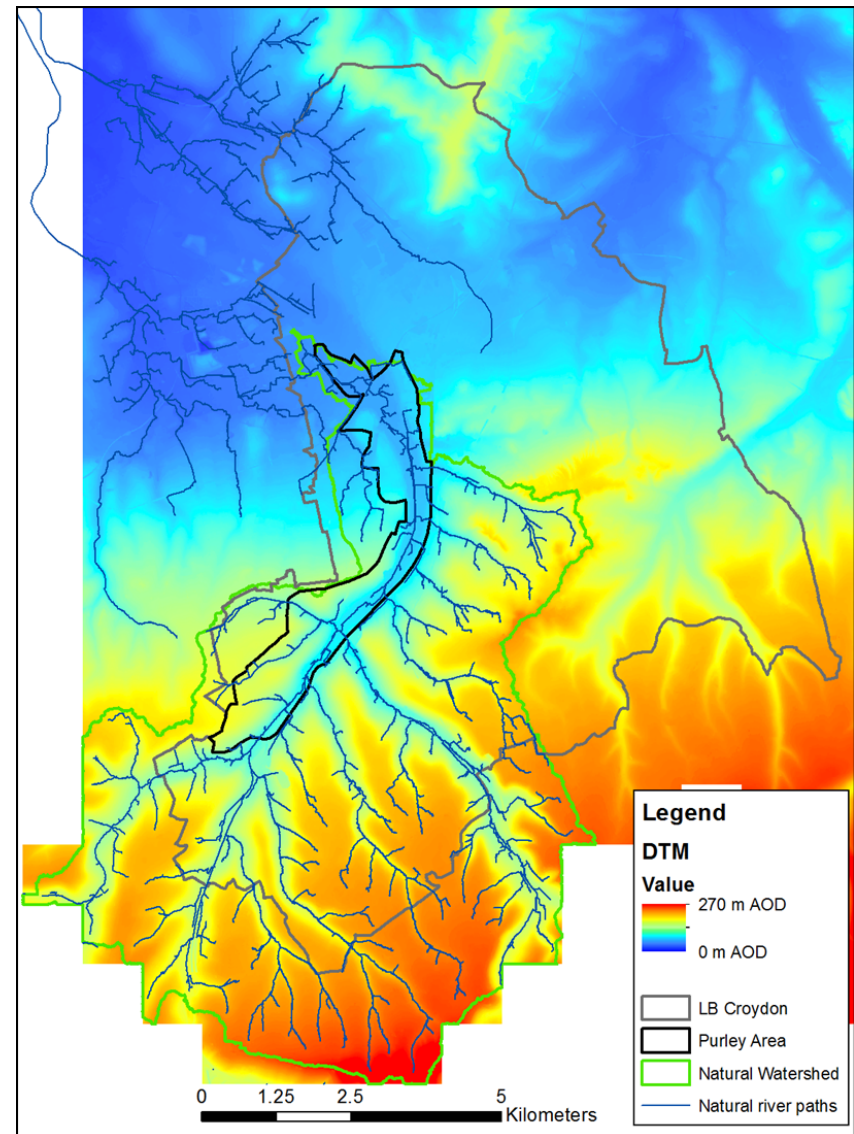 Legend
DTM
Value
270 m AOD
0 m AOD
LB Croydon
Purley Area
Natural Watershed
Natural river paths
0 1.25 2.5 5
Kilometers